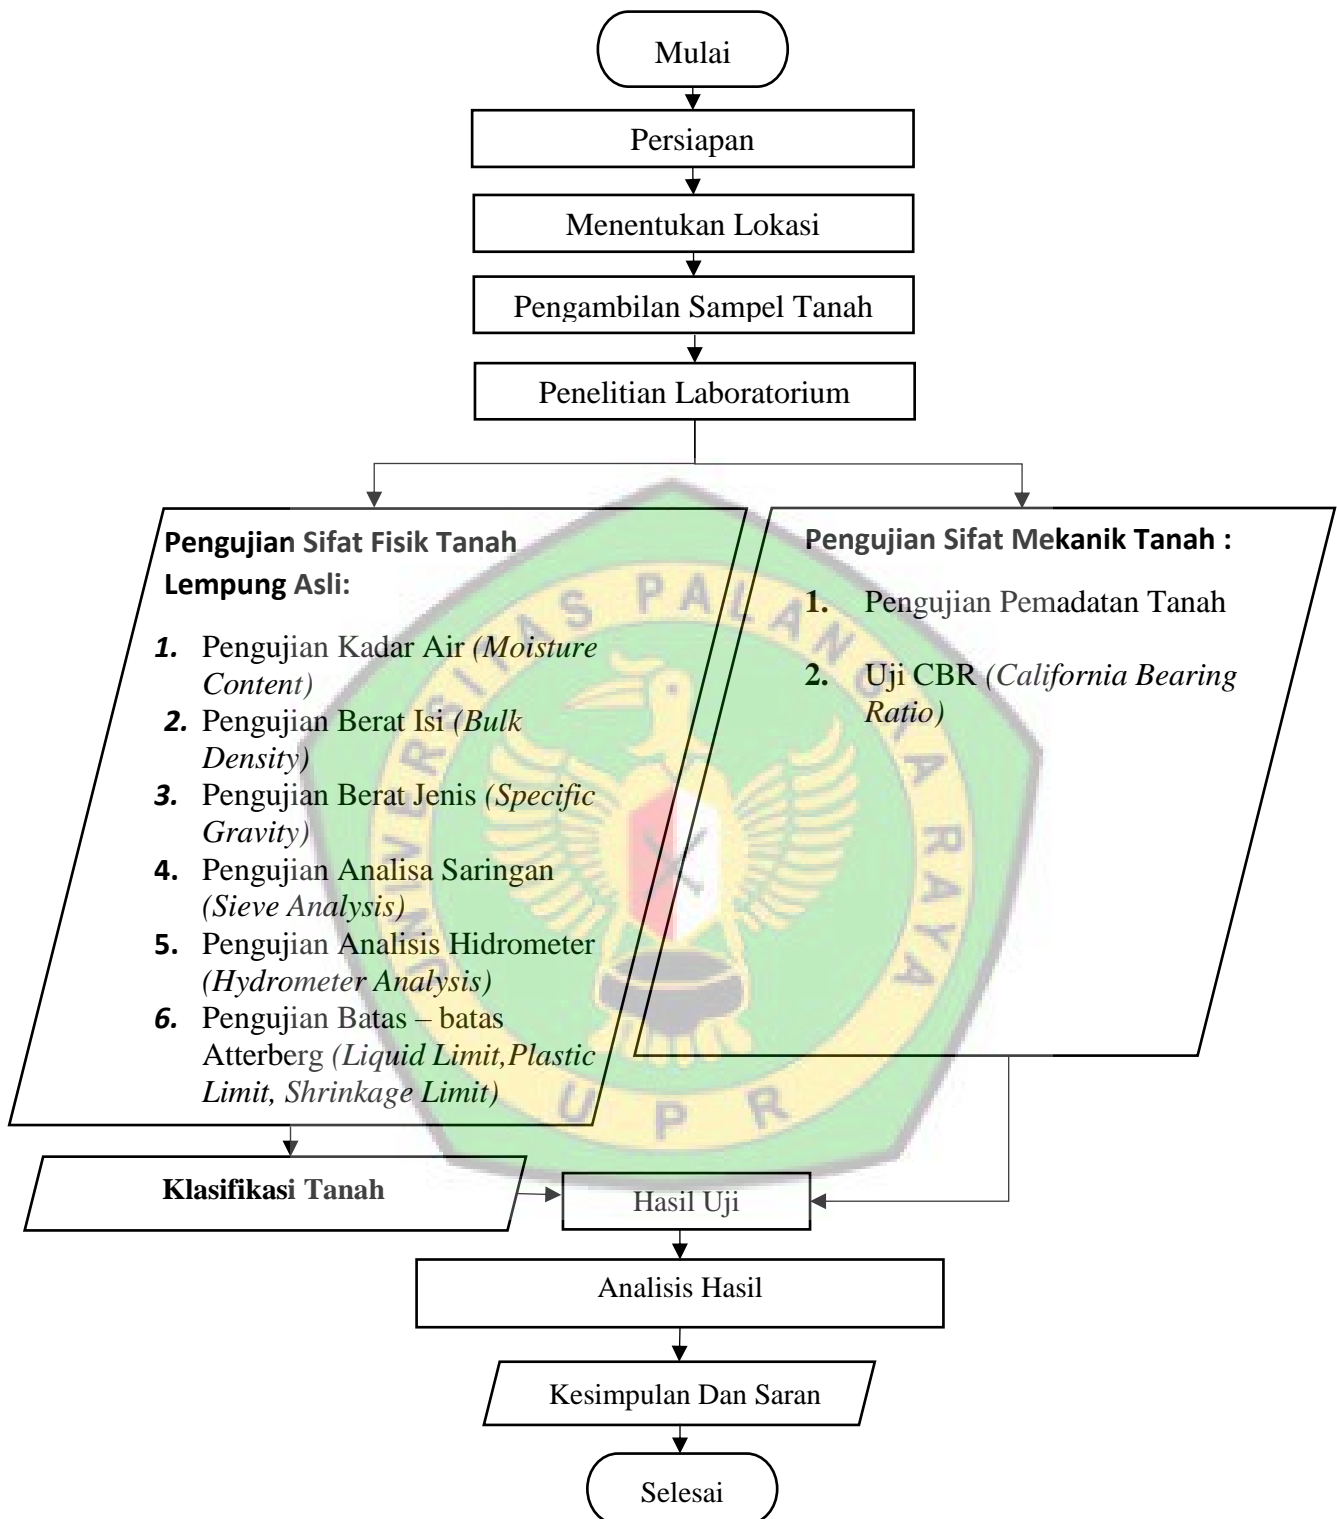 Mulai
Persiapan
Menentukan Lokasi
Pengambilan Sampel Tanah
Penelitian Laboratorium
Pengujian Sifat Fisik Tanah
Lempung Asli:
1. Pengujian Kadar Air (Moisture
Content)
2. Pengujian Berat Isi (Bulk
Density)
3. Pengujian Berat Jenis (Specific
Gravity)
4. Pengujian Analisa Saringan
(Sieve Analysis)
5. Pengujian Analisis Hidrometer
(Hydrometer Analysis)
6. Pengujian Batas – batas
Atterberg (Liquid Limit,Plastic
Limit, Shrinkage Limit)
Pengujian Sifat Mekanik Tanah :
1. Pengujian Pemadatan Tanah
2. Uji CBR (California Bearing
Ratio)
UNIVERSITAS PALANGKA RAYA
UPR
Klasifikasi Tanah
Hasil Uji
Analisis Hasil
Kesimpulan Dan Saran
Selesai